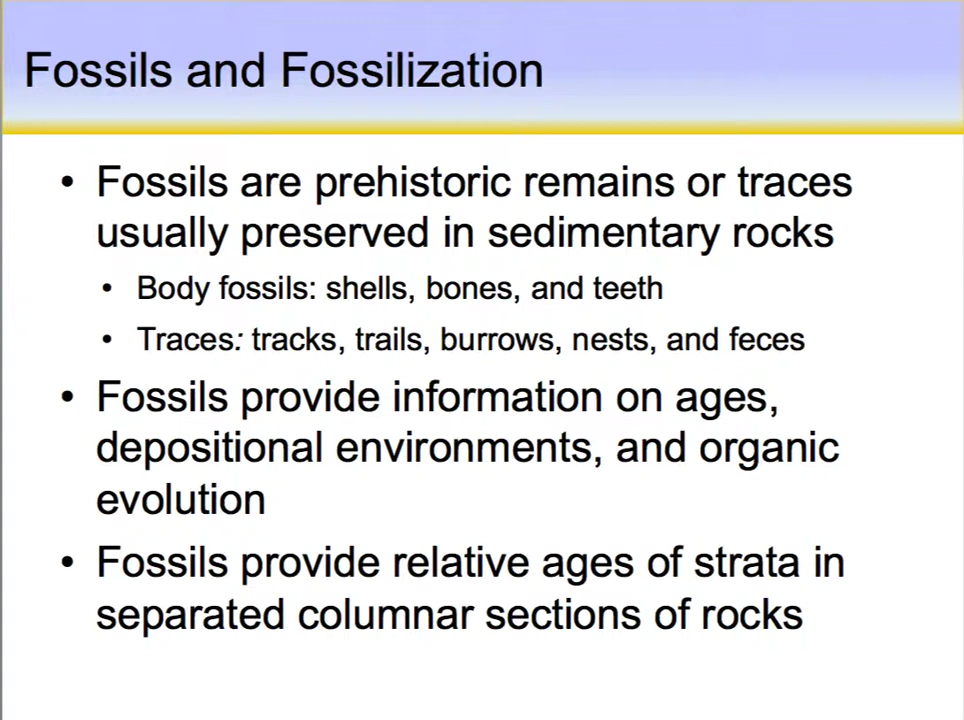 Fossils and Fossilization
• Fossils are prehistoric remains or traces
usually preserved in sedimentary rocks
• Body fossils: shells, bones, and teeth
• Traces: tracks, trails, burrows, nests, and feces
• Fossils provide information on ages,
depositional environments, and organic
evolution
• Fossils provide relative ages of strata in
separated columnar sections of rocks